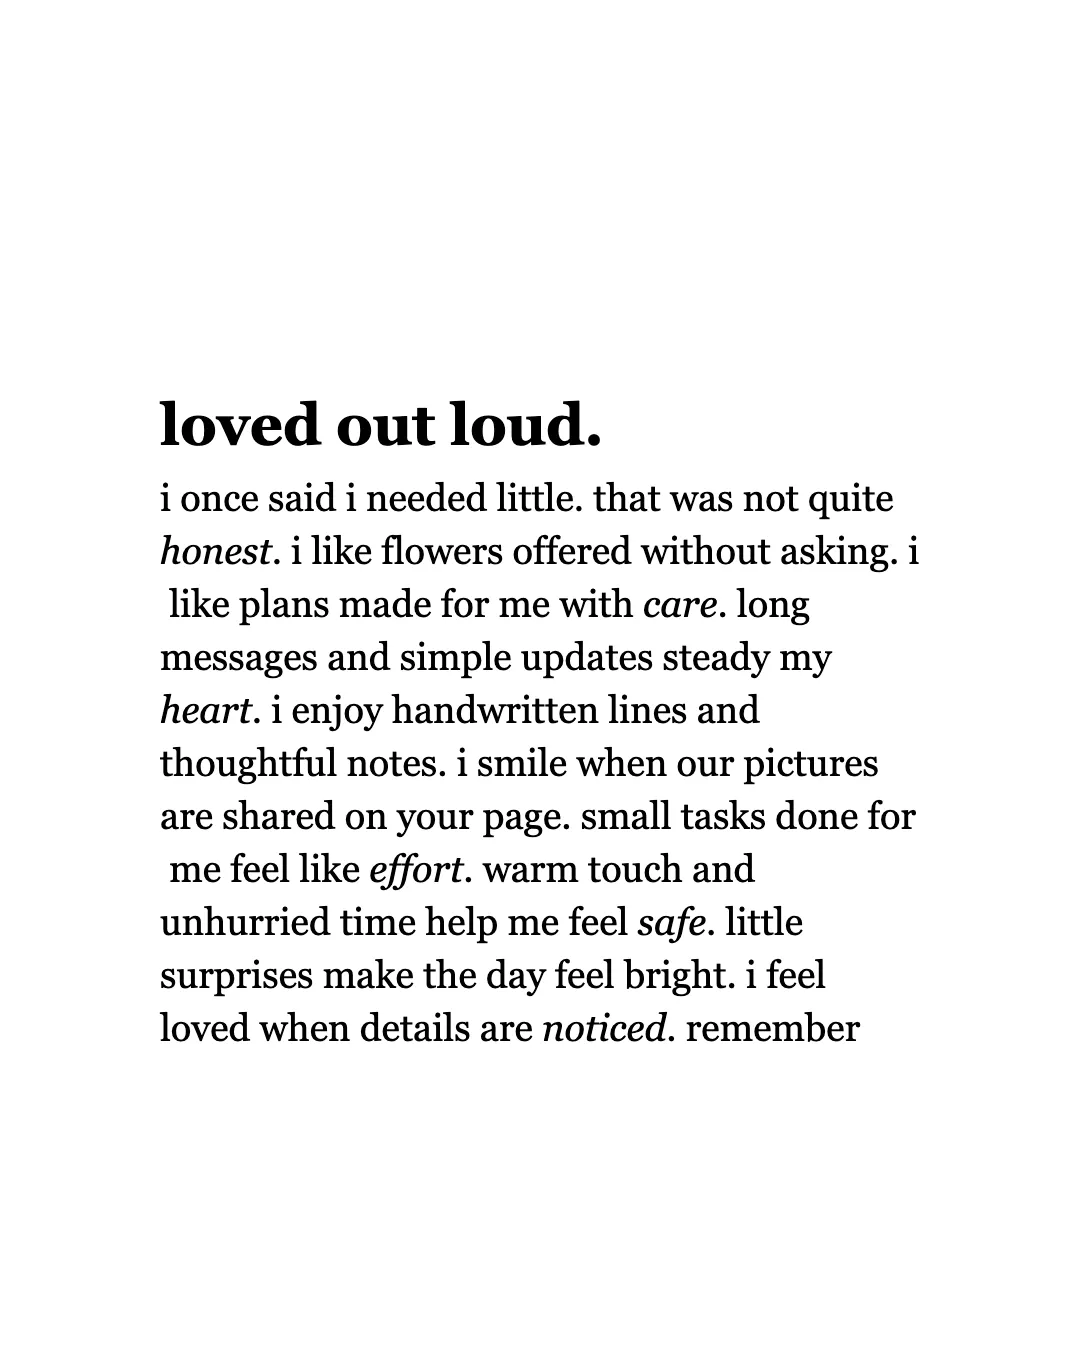 loved out loud.
i once said i needed little. that was not quite
honest. i like flowers offered without asking. i
like plans made for me with care. long
messages and simple updates steady my
heart. i enjoy handwritten lines and
thoughtful notes. i smile when our pictures
are shared on your page. small tasks done for
me feel like effort. warm touch and
unhurried time help me feel safe. little
surprises make the day feel bright. i feel
loved when details are noticed. remember